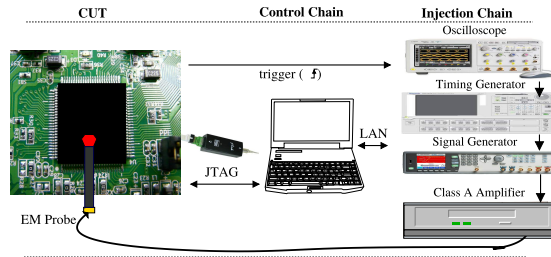 CUT
Control Chain
Injection Chain
Oscilloscope
trigger ( )
Timing Generator
LAN
Signal Generator
JTAG
Class A Amplifier
EM Probe